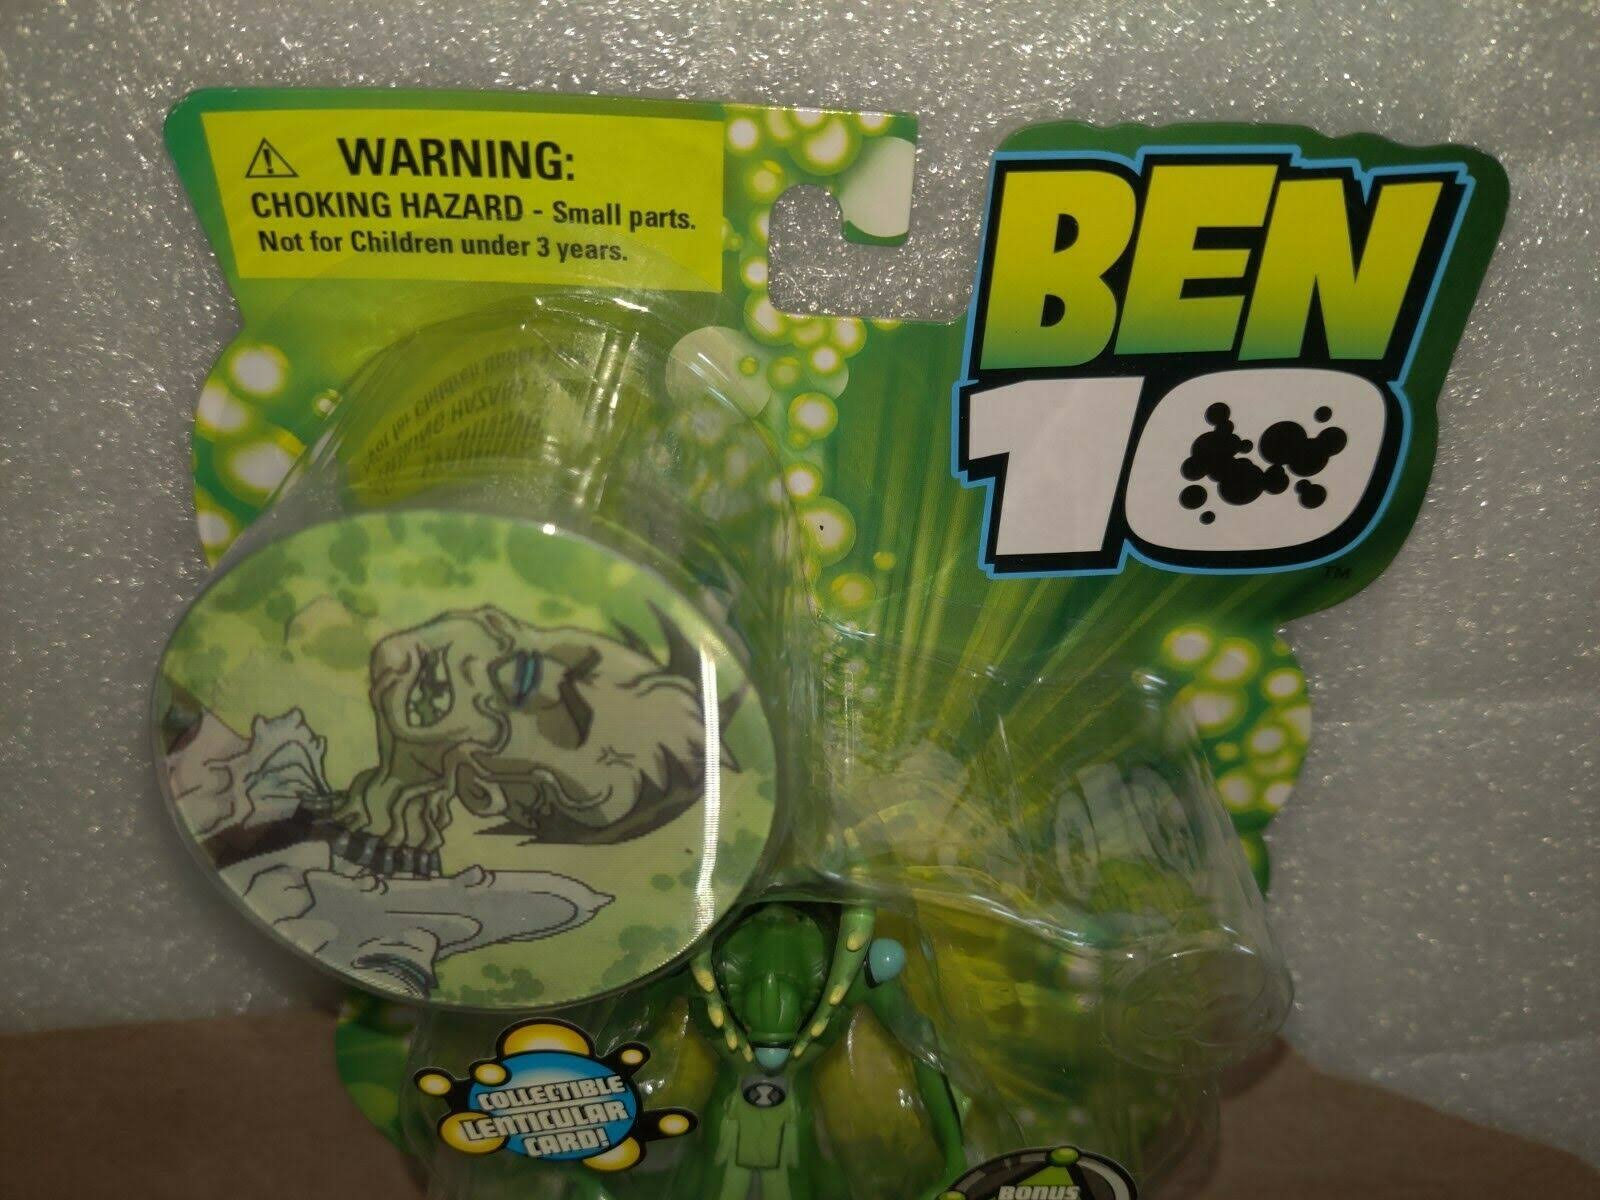 WARNING:
CHOKING HAZARD - Small parts.
Not for Children under 3 years.
BEN
10
TM
COLLECTIBLE
LENTICULAR
CARD!
BONUS